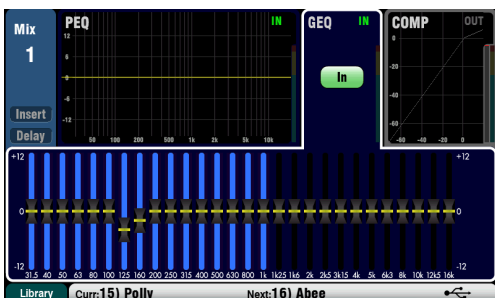 Mix
1
Insert
Delay
PEQ IN
12
6
-6
-12
50 100 200 500 1k 2k 5k 10k
GEQ IN
In
COMP OUT
0
-20
-40
-60
-60 -40 -20 0
+12 +12
0 0
-12 -12
31.5 40 50 63 80 100 125 160 200 250 315 400 500 630 800 1k 1k25 1k6 2k 2k5 3k15 4k 5k 6k3 8k 10k 12k5 16k
Library Curr:15) Polly Next:16) Abee